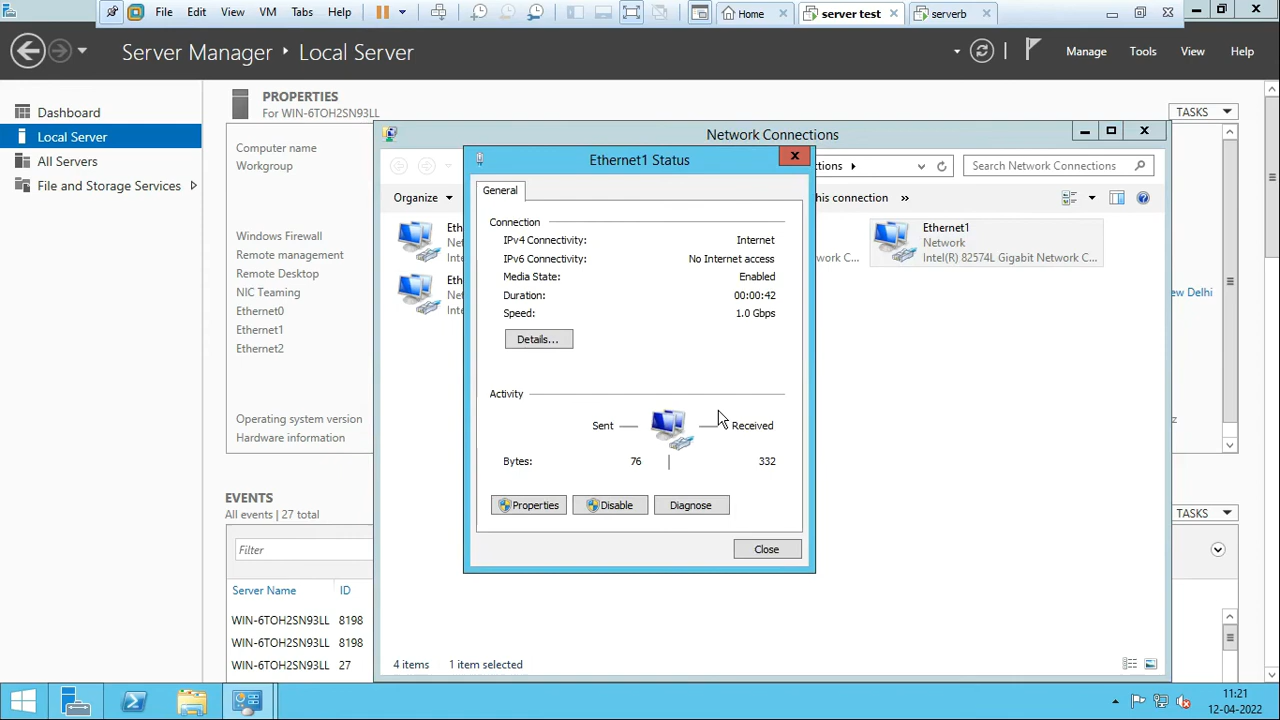 File Edit View VM Tabs Help Home server test serverb
Server Manager Local Server Manage Tools View Help
Dashboard
Local Server
All Servers
File and Storage Services
PROPERTIES
For WIN-6TOH2SN93LL
TASKS
Computer name
Workgroup
Windows Firewall
Remote management
Remote Desktop
NIC Teaming
Ethernet0
Ethernet1
Ethernet2
Operating system version
Hardware information
EVENTS
All events | 27 total
TASKS
Filter
Server Name ID
WIN-6TOH2SN93LL 8198
WIN-6TOH2SN93LL 8198
WIN-6TOH2SN93LL 27
Network Connections
Search Network Connections
Organize
his connection »
Ethernet1
Network
Intel(R) 82574L Gigabit Network C...
ew Delhi
4 items 1 item selected
Ethernet1 Status
General
Connection
IPv4 Connectivity: Internet
IPv6 Connectivity: No Internet access
Media State: Enabled
Duration: 00:00:42
Speed: 1.0 Gbps
Details...
Activity
Sent Received
Bytes: 76 332
Properties Disable Diagnose
Close
11:21
12-04-2022